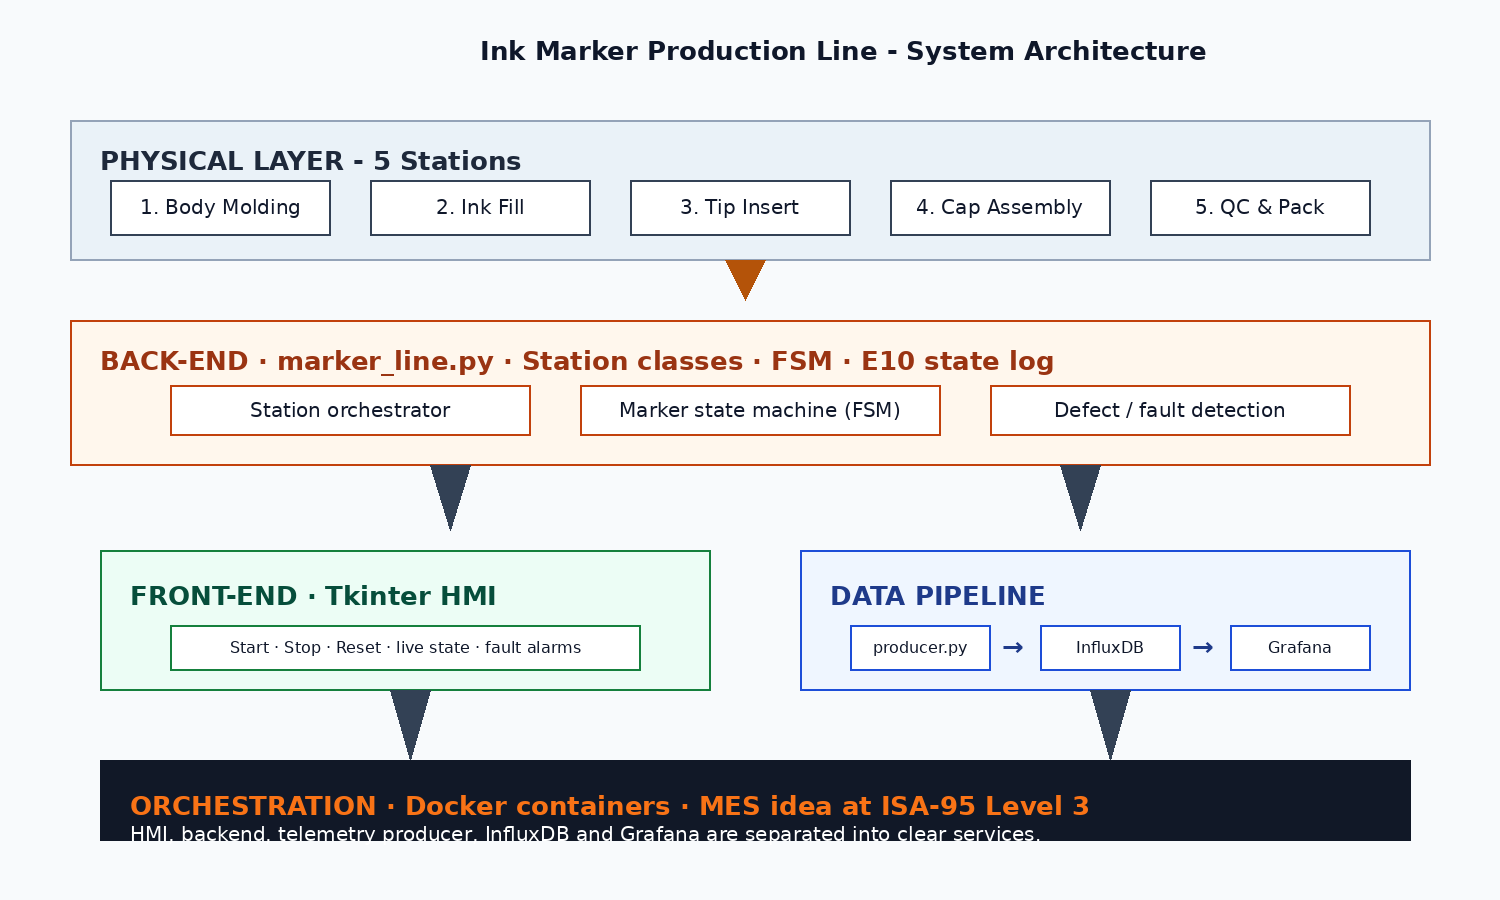 Ink Marker Production Line - System Architecture
PHYSICAL LAYER - 5 Stations
1. Body Molding
2. Ink Fill
3. Tip Insert
4. Cap Assembly
5. QC & Pack
BACK-END · marker_line.py · Station classes · FSM · E10 state log
Station orchestrator
Marker state machine (FSM)
Defect / fault detection
FRONT-END · Tkinter HMI
Start · Stop · Reset · live state · fault alarms
DATA PIPELINE
producer.py → InfluxDB → Grafana
ORCHESTRATION · Docker containers · MES idea at ISA-95 Level 3
HMI, backend, telemetry producer, InfluxDB and Grafana are separated into clear services.